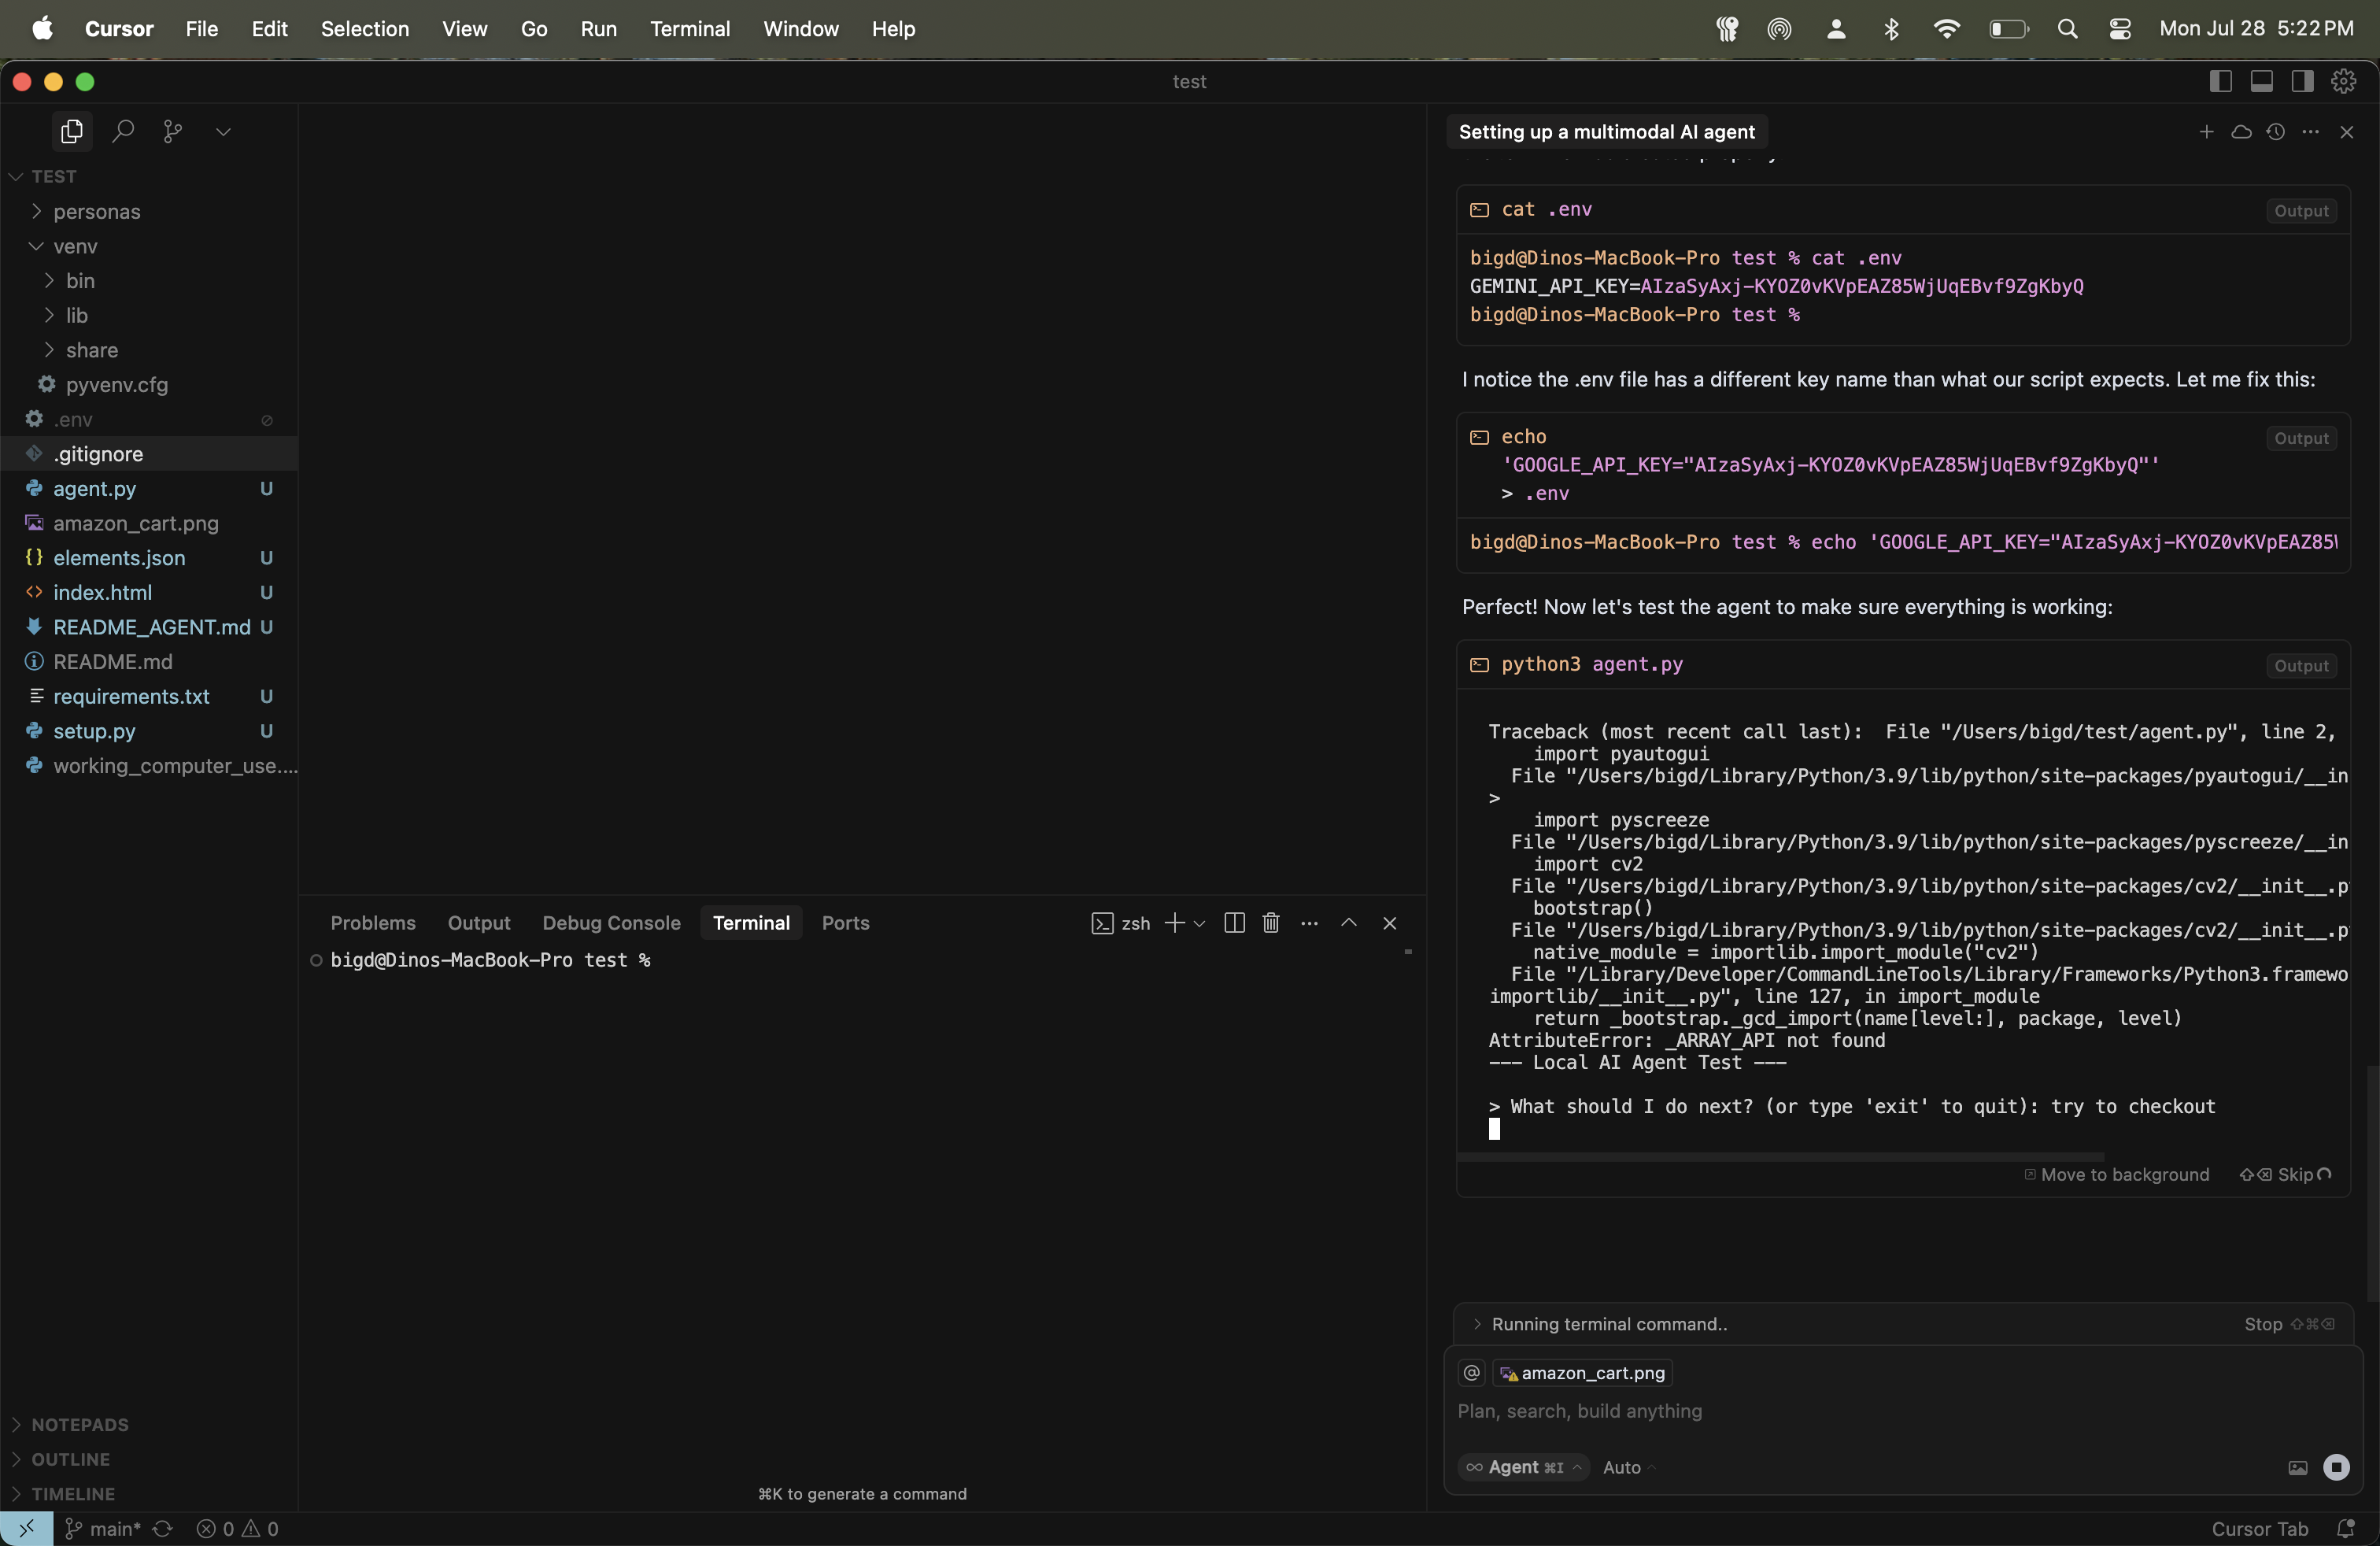 Cursor File Edit Selection View Go Run Terminal Window Help Mon Jul 28 5:22 PM
test
TEST
personas
venv
bin
lib
share
pyvenv.cfg
.env
.gitignore
agent.py U
amazon_cart.png
elements.json U
index.html U
README_AGENT.md U
README.md
requirements.txt U
setup.py U
working_computer_use....
NOTEPADS
OUTLINE
TIMELINE
Problems Output Debug Console Terminal Ports zsh
bigd@Dinos-MacBook-Pro test %
⌘K to generate a command
Setting up a multimodal AI agent
cat .env Output
bigd@Dinos-MacBook-Pro test % cat .env
GEMINI_API_KEY=AIzaSyAxj-KYOZ0vKVpEAZ85WjUqEBvf9ZgKbyQ
bigd@Dinos-MacBook-Pro test %
I notice the .env file has a different key name than what our script expects. Let me fix this:
echo Output
'GOOGLE_API_KEY="AIzaSyAxj-KYOZ0vKVpEAZ85WjUqEBvf9ZgKbyQ"'
> .env
bigd@Dinos-MacBook-Pro test % echo 'GOOGLE_API_KEY="AIzaSyAxj-KYOZ0vKVpEAZ85
Perfect! Now let's test the agent to make sure everything is working:
python3 agent.py Output
Traceback (most recent call last): File "/Users/bigd/test/agent.py", line 2,
import pyautogui
File "/Users/bigd/Library/Python/3.9/lib/python/site-packages/pyautogui/__in
>
import pyscreeze
File "/Users/bigd/Library/Python/3.9/lib/python/site-packages/pyscreeze/__in
import cv2
File "/Users/bigd/Library/Python/3.9/lib/python/site-packages/cv2/__init__.p
bootstrap()
File "/Users/bigd/Library/Python/3.9/lib/python/site-packages/cv2/__init__.p
native_module = importlib.import_module("cv2")
File "/Library/Developer/CommandLineTools/Library/Frameworks/Python3.framewo
importlib/__init__.py", line 127, in import_module
return _bootstrap._gcd_import(name[level:], package, level)
AttributeError: _ARRAY_API not found
--- Local AI Agent Test ---
> What should I do next? (or type 'exit' to quit): try to checkout
Move to background ⇧⌫ Skip
Running terminal command.. Stop ⇧⌘⌫
@ amazon_cart.png
Plan, search, build anything
∞ Agent ⌘I Auto
main* 0 0 Cursor Tab